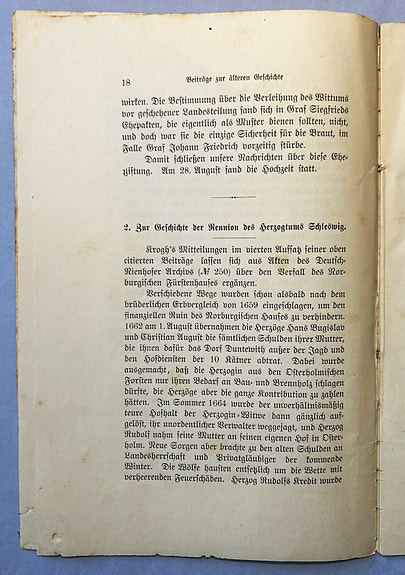 18 Beiträge zur älteren Geschichte
wirken. Die Bestimmung über die Verleihung des Wittums
vor geschehener Landesteilung fand sich in Graf Siegfrieds
Ehepakten, die eigentlich als Muster dienen sollten, nicht,
und doch war sie die einzige Sicherheit für die Braut, im
Falle Graf Johann Friedrich vorzeitig stürbe.
Damit schließen unsere Nachrichten über diese Ehe-
stiftung. Am 28. August fand die Hochzeit statt.
2. Zur Geschichte der Reunion des Herzogtums Schleswig.
Krogh's Mitteilungen im vierten Aufsatz seiner oben
citierten Beiträge lassen sich aus Akten des Deutsch-
Nienhofer Archivs (№ 250) über den Verfall des Nor-
burgischen Fürstenhauses ergänzen.
Verschiedene Wege wurden schon alsbald nach dem
brüderlichen Erbvergleich von 1659 eingeschlagen, um den
finanziellen Ruin des Norburgischen Hauses zu verhindern.
1662 am 1. August übernahmen die Herzöge Hans Bugislav
und Christian August die sämtlichen Schulden ihrer Mutter,
die ihnen dafür das Dorf Duntewith außer der Jagd und
den Hofdiensten der 10 Kätner abtrat. Dabei wurde
ausgemacht, daß die Herzogin aus den Osterholmischen
Forsten nur ihren Bedarf an Bau- und Brennholz schlagen
dürfte, die Herzöge aber die ganze Kontribution zu zahlen
hätten. Im Sommer 1664 wurde der unverhältnismäßig
teure Hofhalt der Herzogin-Witwe dann gänzlich auf-
gelöst, ihr unordentlicher Verwalter weggejagt, und Herzog
Rudolf nahm seine Mutter an seinen eigenen Hof in Oster-
holm. Neue Sorgen aber brachte zu den alten Schulden an
Landesherrschaft und Privatgläubiger der kommende
Winter. Die Wölfe hausten entsetzlich um die Wette mit
verheerenden Feuerschäden. Herzog Rudolfs Kredit wurde